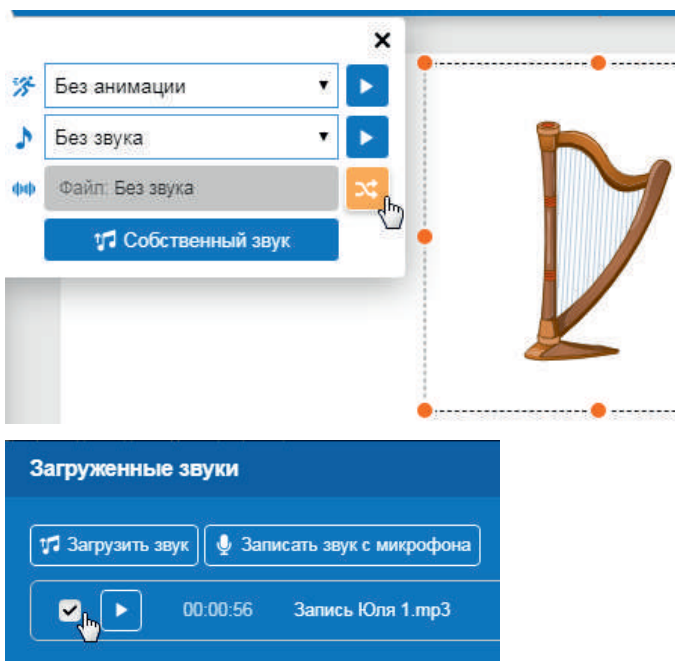 Без анимации
Без звука
Файл: Без звука
Собственный звук
Загруженные звуки
Загрузить звук
Записать звук с микрофона
00:00:56 Запись Юля 1.mp3